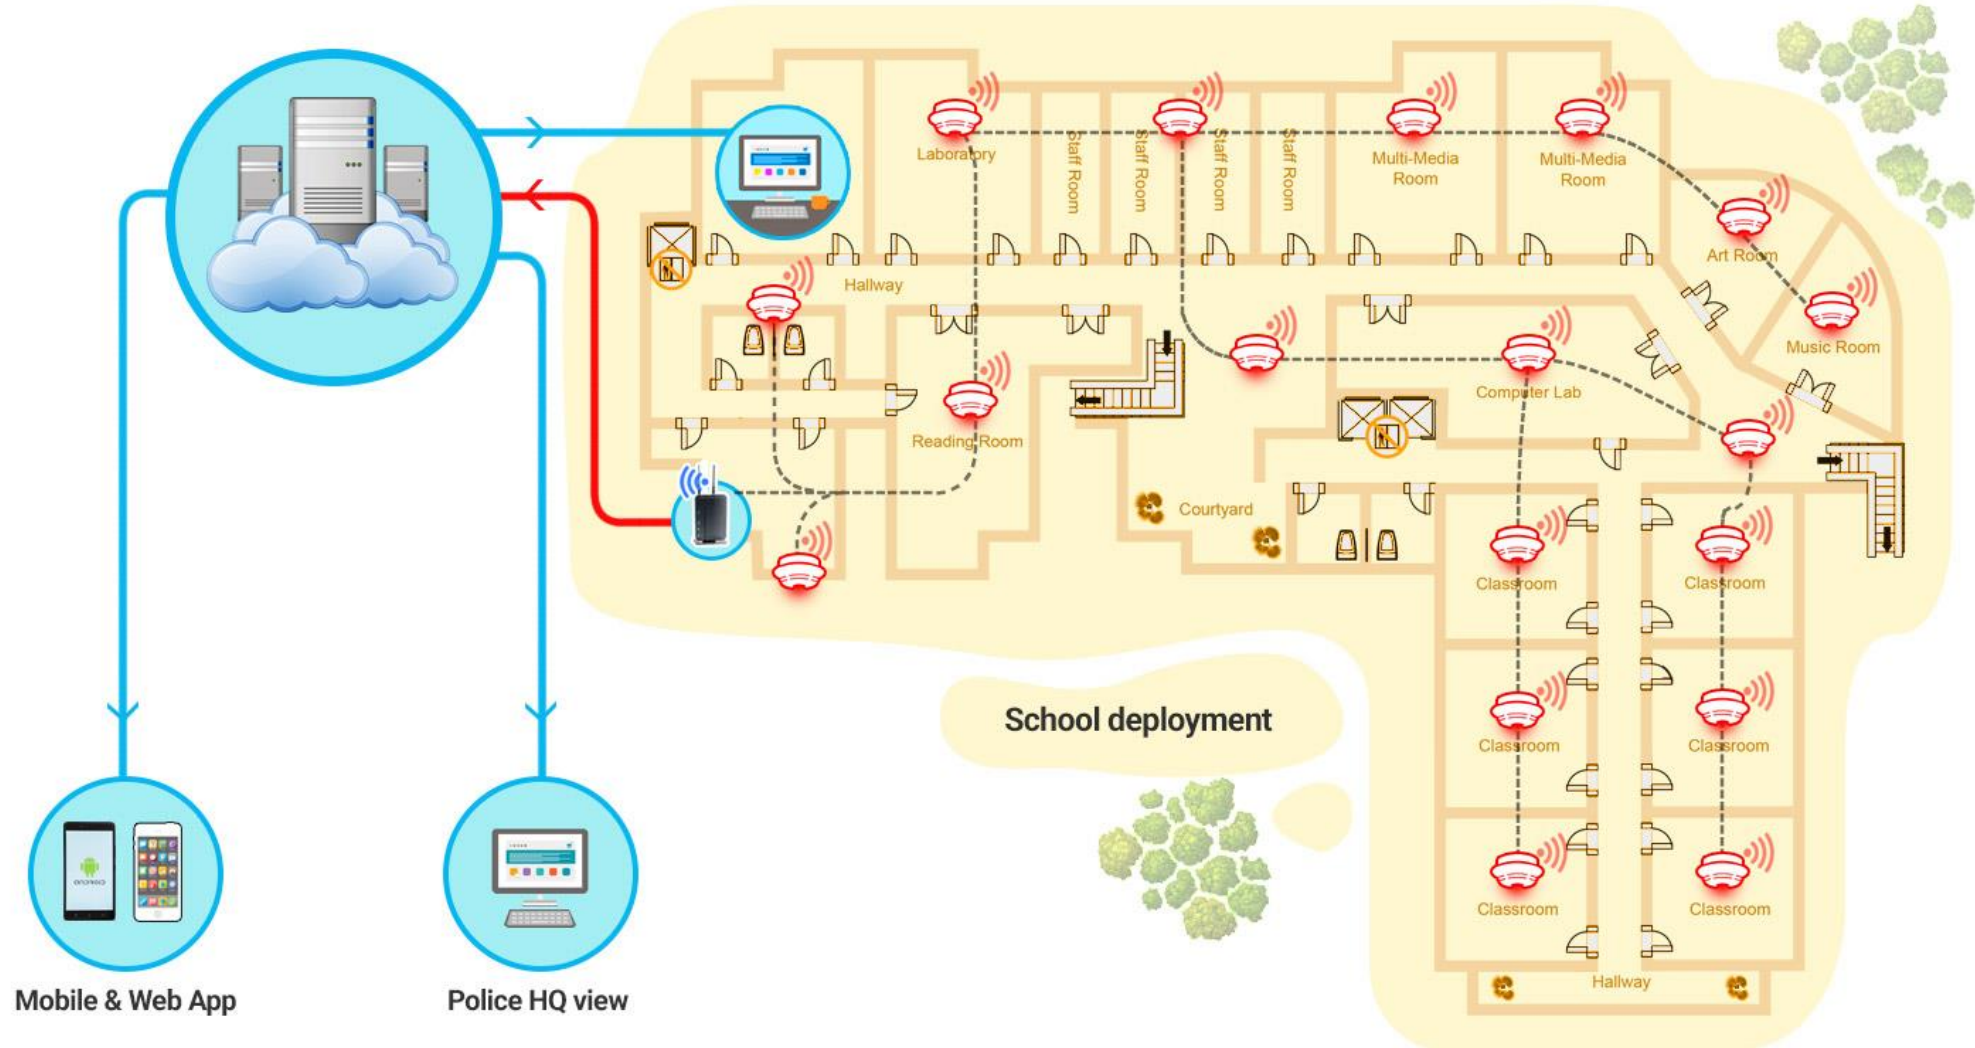 Laboratory
Staff Room
Staff Room
Staff Room
Staff Room
Multi-Media
Room
Multi-Media
Room
Art Room
Hallway
Music Room
Computer Lab
Reading Room
Courtyard
Classroom
Classroom
School deployment
Classroom
Classroom
Classroom
Classroom
Hallway
Mobile & Web App
Police HQ view